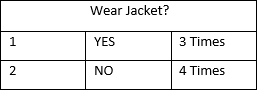 Wear Jacket?
1 YES 3 Times
2 NO 4 Times